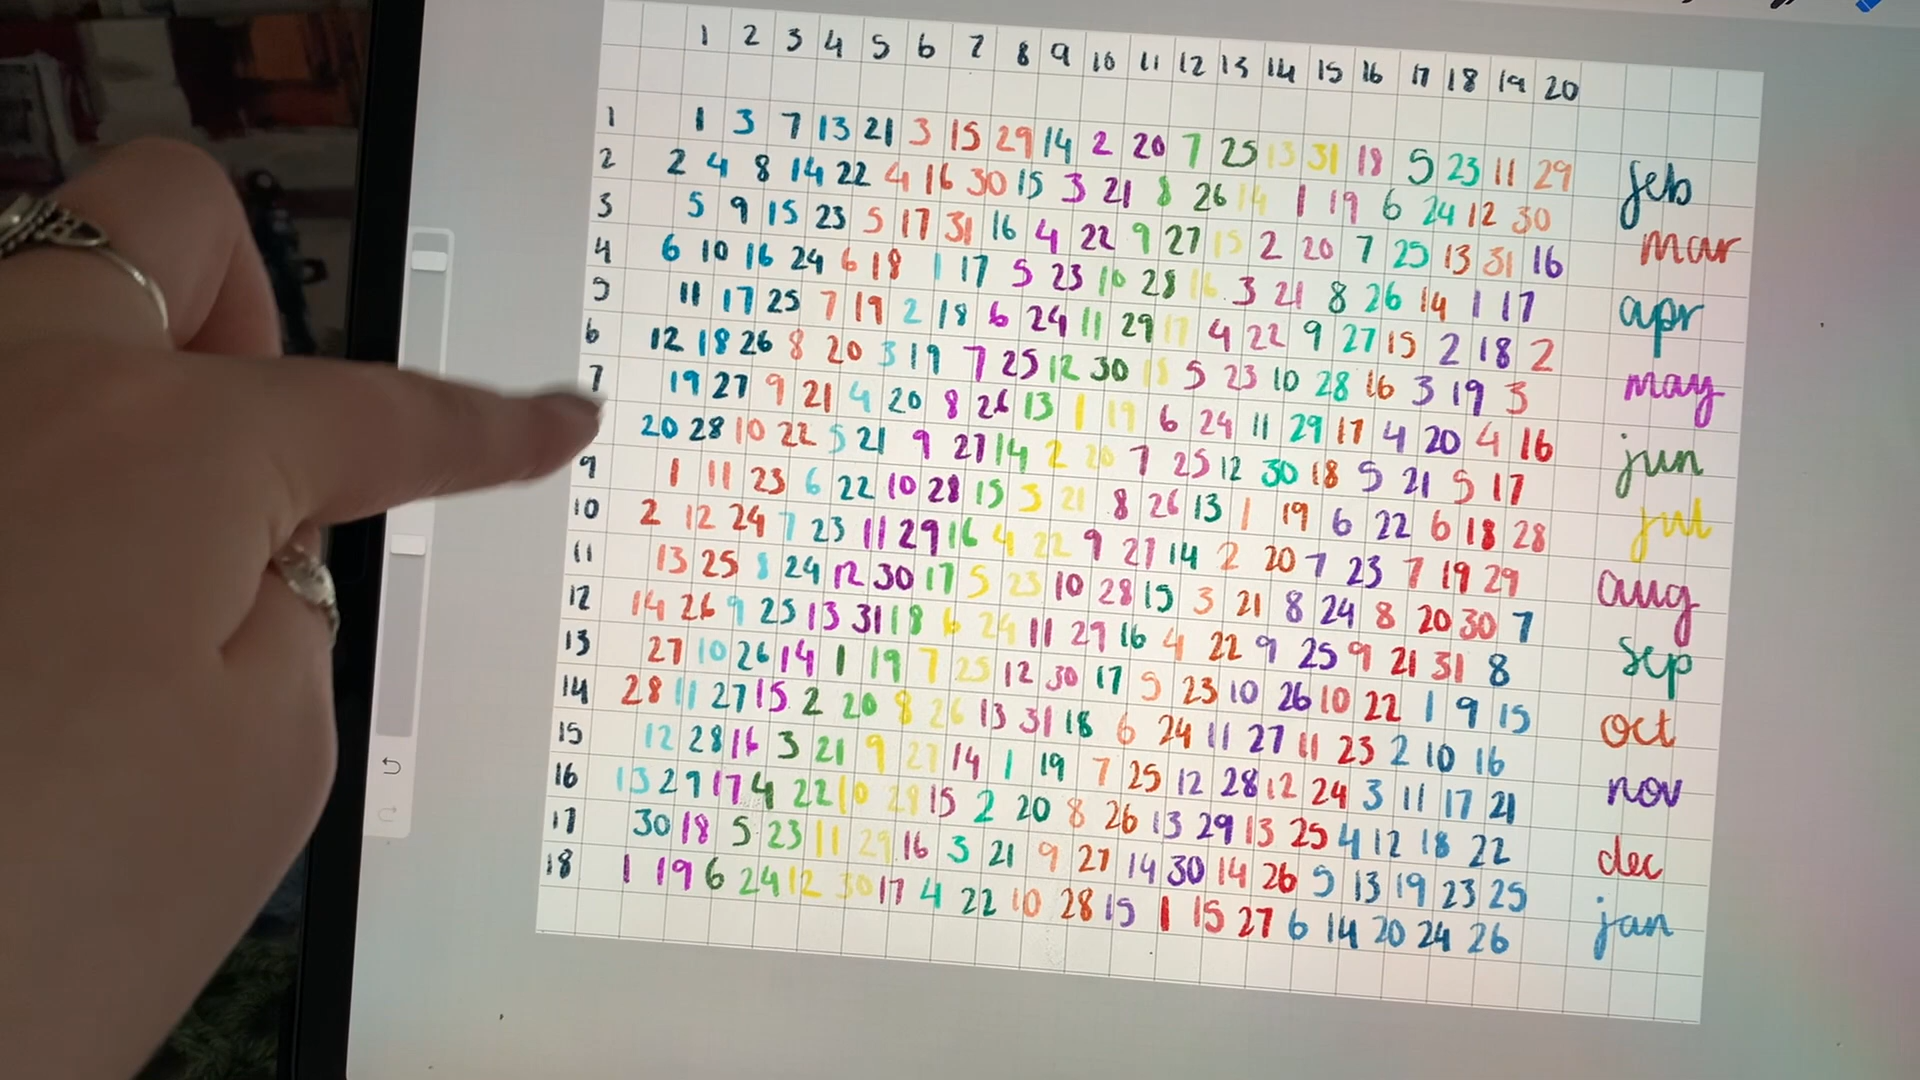 1 2 3 4 5 6 7 8 9 10 11 12 13 14 15 16 17 18 19 20
1 1 3 7 13 21 3 15 29 14 2 20 7 25 13 31 18 5 23 11 29 feb
2 2 4 8 14 22 4 16 30 15 3 21 8 26 14 1 19 6 24 12 30
3 5 9 15 23 5 17 31 16 4 22 9 27 15 2 20 7 25 13 31 16 mar
4 6 10 16 24 6 18 1 17 5 23 10 28 16 3 21 8 26 14 1 17 apr
5 11 17 25 7 19 2 18 6 24 11 29 17 4 22 9 27 15 2 18 2
6 12 18 26 8 20 3 19 7 25 12 30 18 5 23 10 28 16 3 19 3 may
7 19 27 9 21 4 20 8 26 13 1 19 6 24 11 29 17 4 20 4 16 jun
20 28 10 22 5 21 9 27 14 2 20 7 25 12 30 18 5 21 5 17
9 1 11 23 6 22 10 28 15 3 21 8 26 13 1 19 6 22 6 18 28 jul
10 2 12 24 7 23 11 29 16 4 22 9 27 14 2 20 7 23 7 19 29 aug
11 13 25 8 24 12 30 17 5 23 10 28 15 3 21 8 24 8 20 30 7
12 14 26 9 25 13 31 18 6 24 11 29 16 4 22 9 25 9 21 31 8 sep
13 27 10 26 14 1 19 7 25 12 30 17 5 23 10 26 10 22 1 9 15 oct
14 28 11 27 15 2 20 8 26 13 31 18 6 24 11 27 11 23 2 10 16
15 12 28 16 3 21 9 27 14 1 19 7 25 12 28 12 24 3 11 17 21 nov
16 13 29 17 4 22 10 28 15 2 20 8 26 13 29 13 25 4 12 18 22
17 30 18 5 23 11 29 16 3 21 9 27 14 30 14 26 5 13 19 23 25 dec
18 1 19 6 24 12 30 17 4 22 10 28 15 1 15 27 6 14 20 24 26 jan